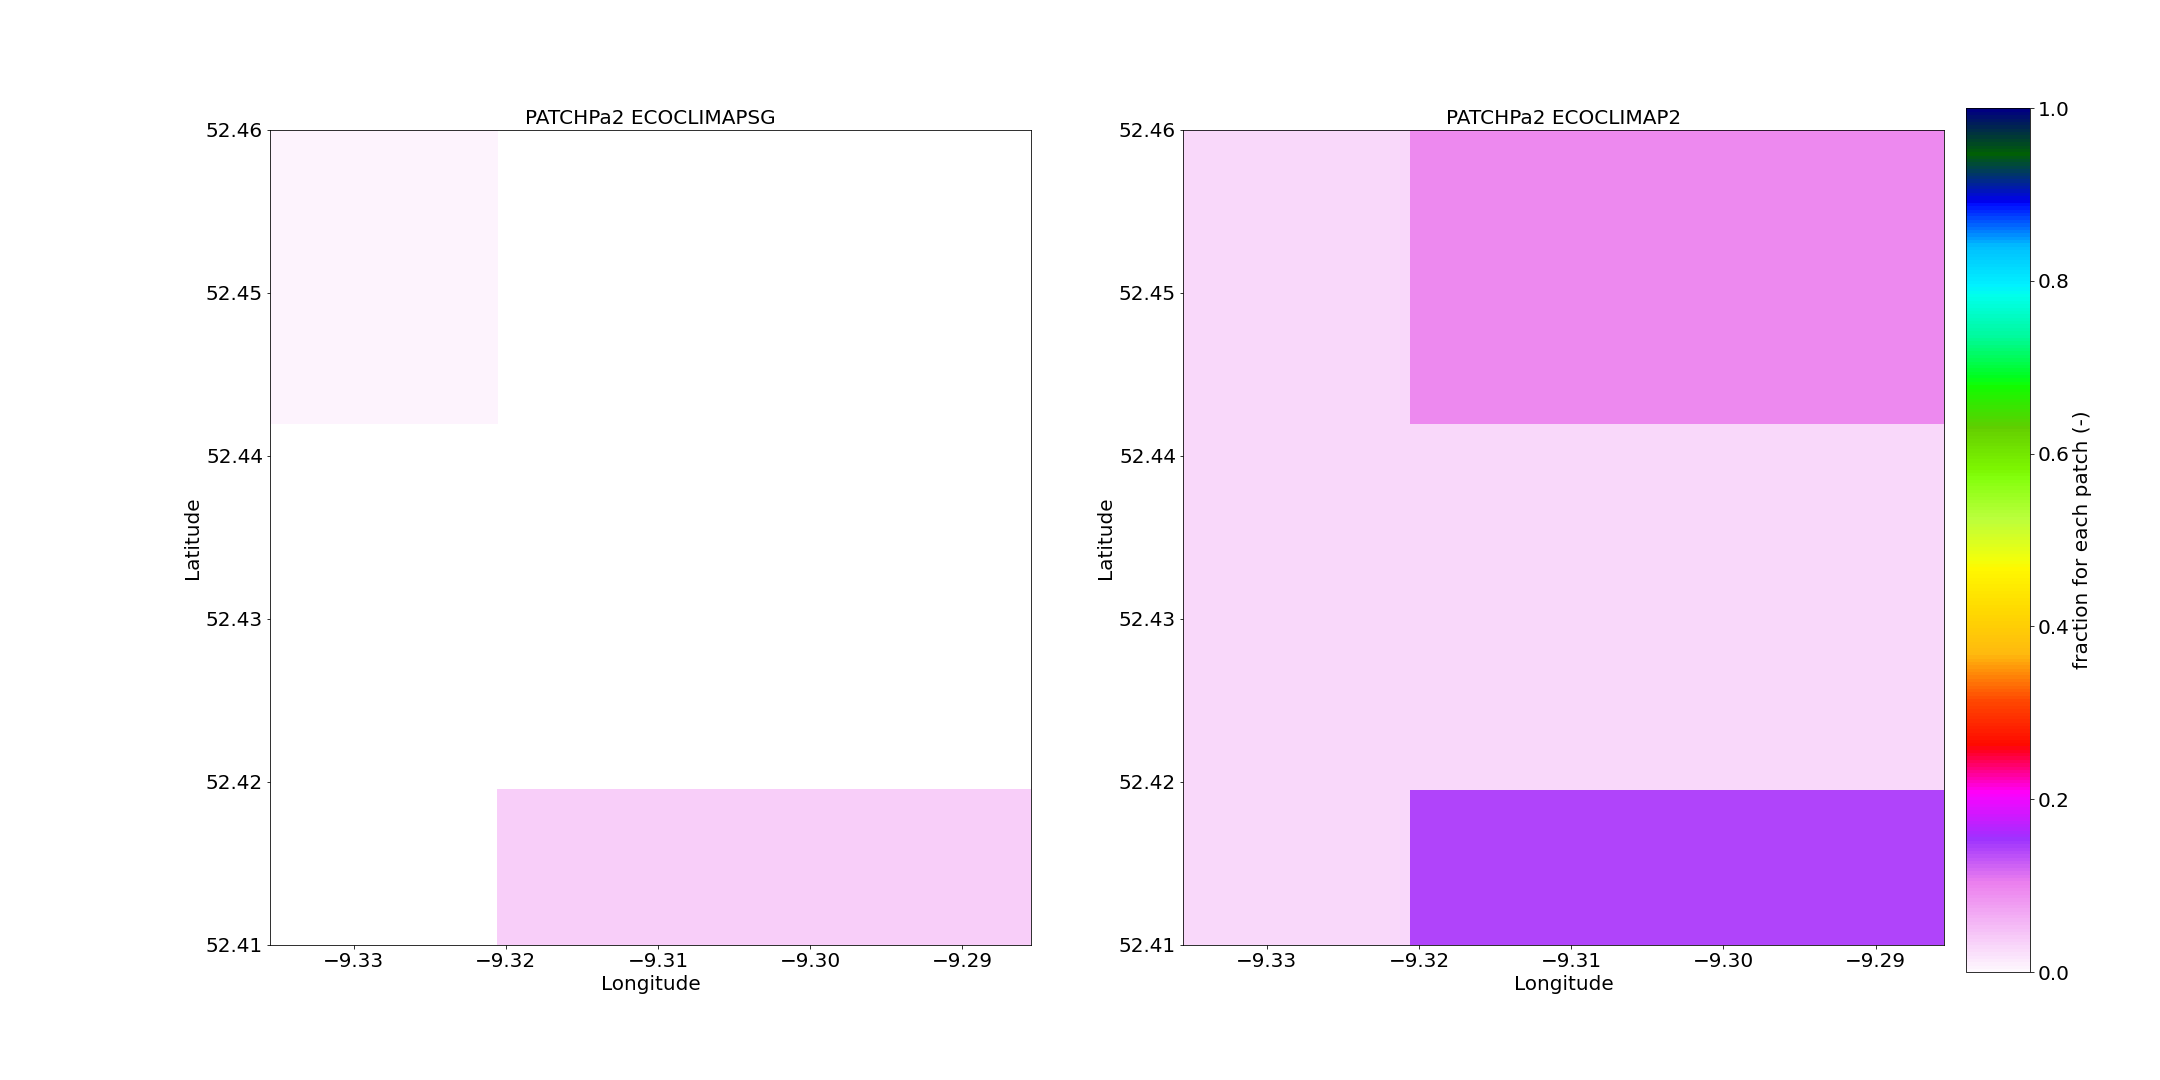 PATCHPa2 ECOCLIMAPSG
52.46
52.45
52.44
52.43
52.42
52.41
Latitude
−9.33 −9.32 −9.31 −9.30 −9.29
Longitude
PATCHPa2 ECOCLIMAP2
52.46
52.45
52.44
52.43
52.42
52.41
Latitude
−9.33 −9.32 −9.31 −9.30 −9.29
Longitude
1.0
0.8
0.6
0.4
0.2
0.0
fraction for each patch (-)